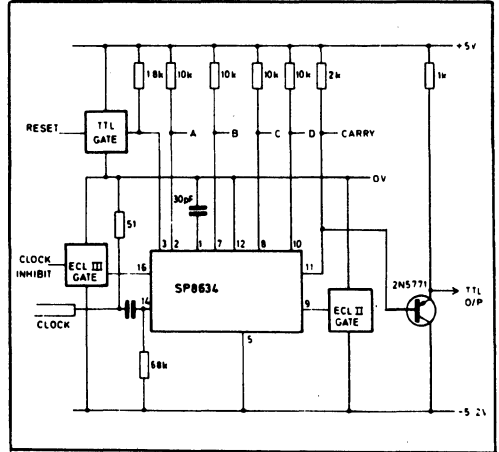 +5V
1·8k 10k 10k 10k 10k 2k 1k
RESET
TTL
GATE
A B C D CARRY
0V
30pF
51
3 2 1 7 12 8 10
CLOCK
INHIBIT
ECL III
GATE
16
SP8634
11
2N5771
TTL
O/P
14
9
ECL II
GATE
CLOCK
5
68k
-5·2V